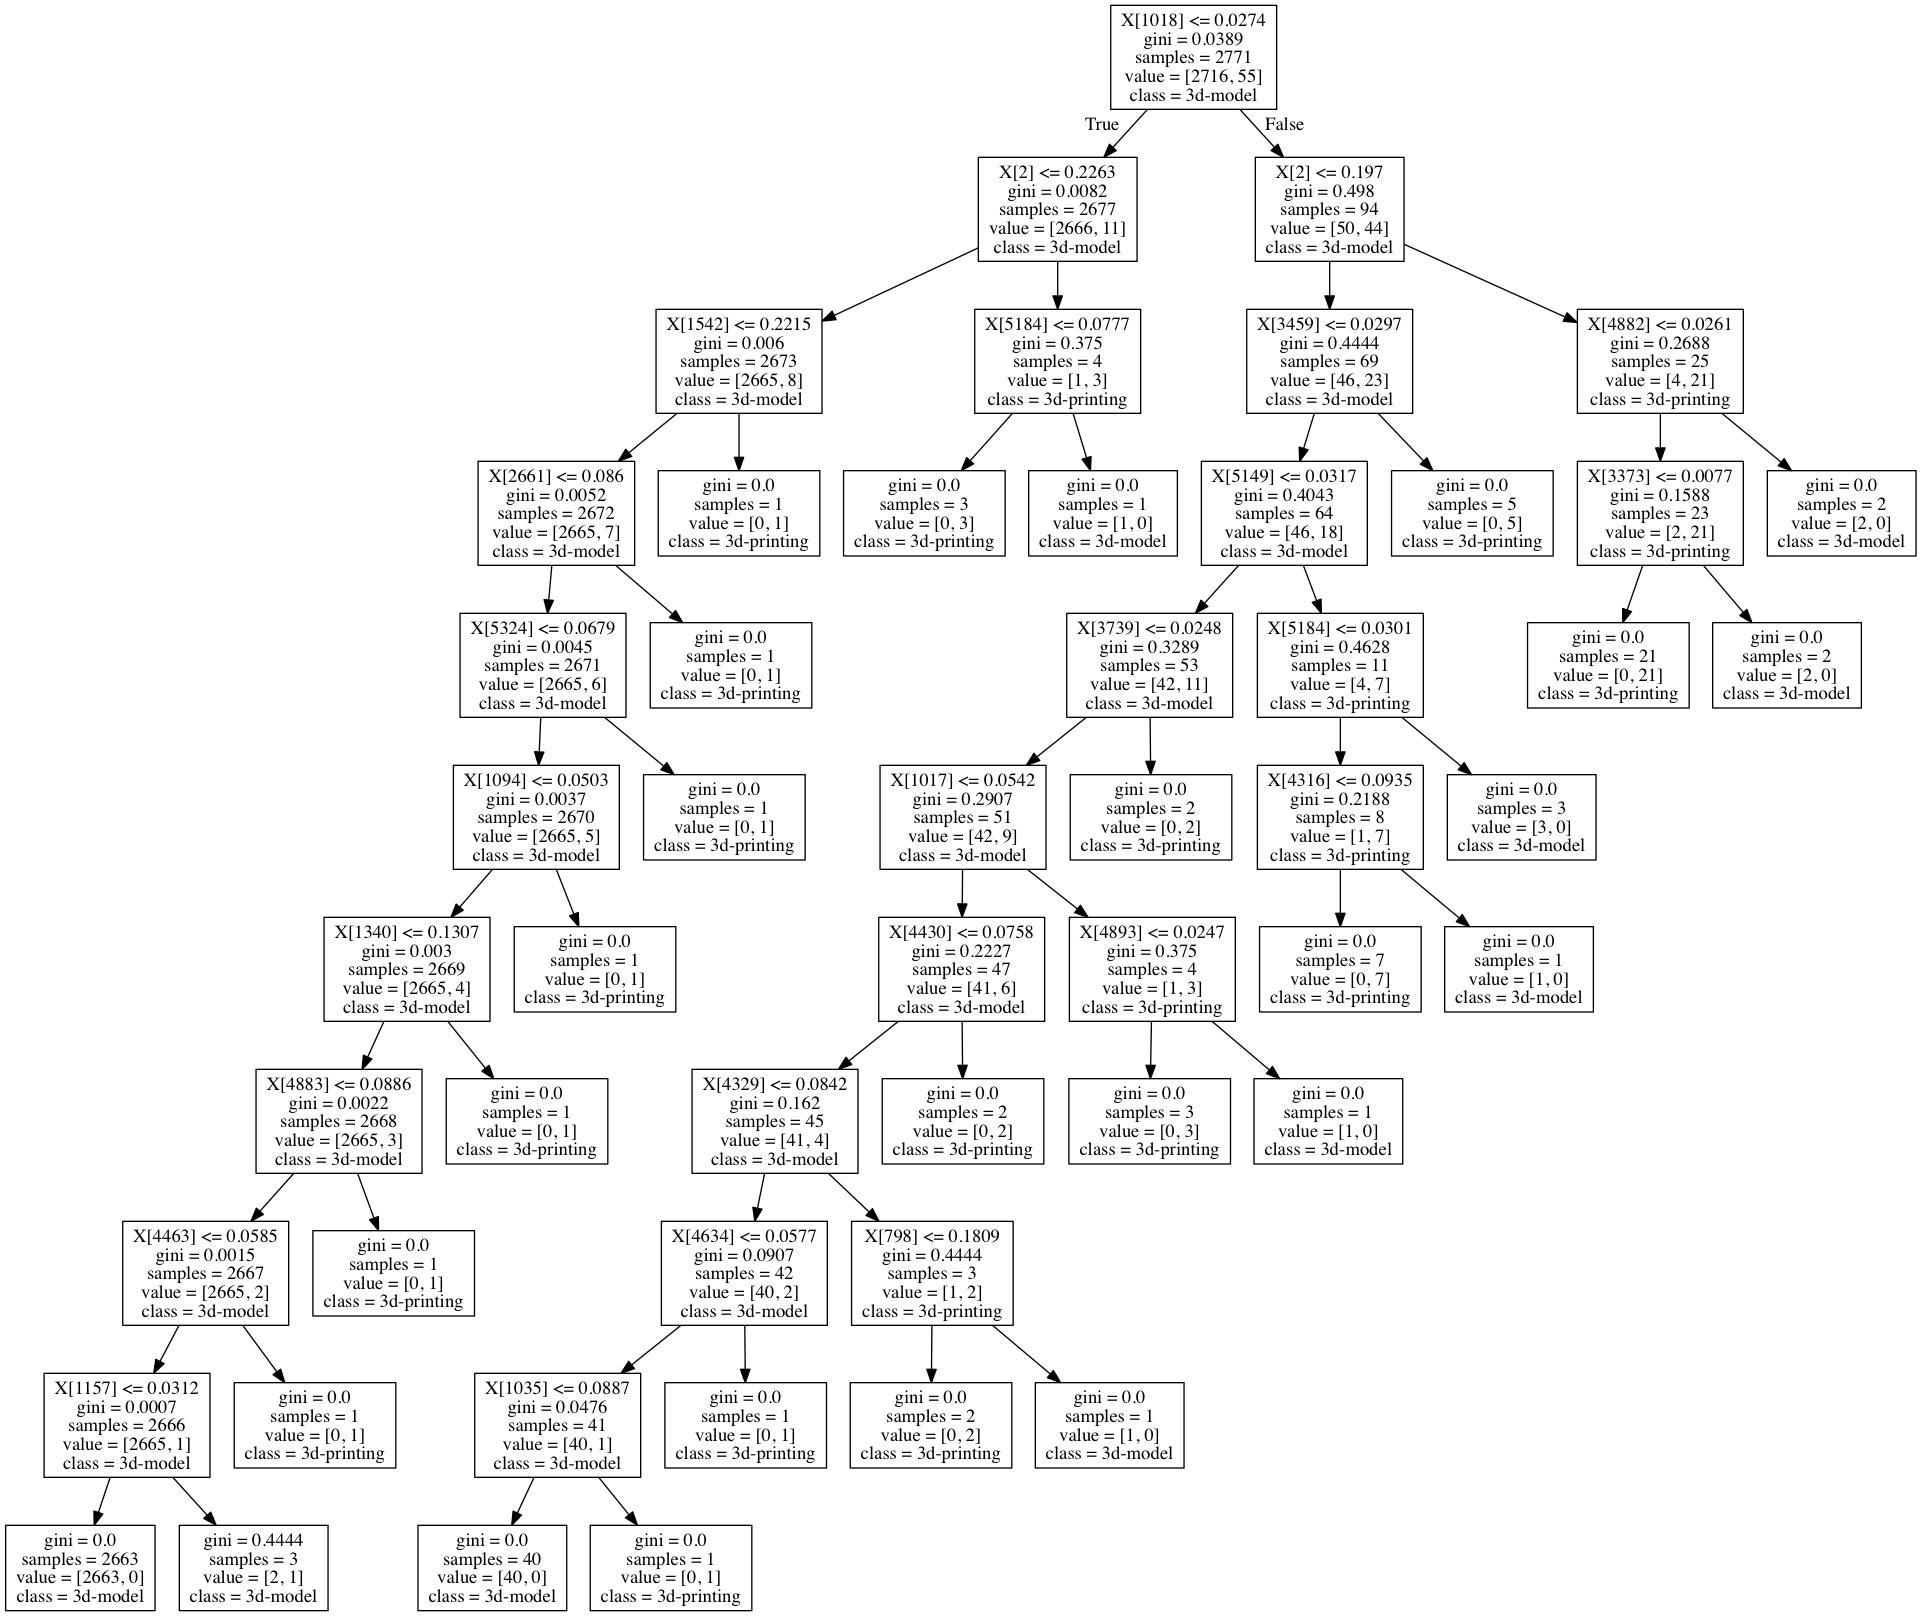 X[1018] <= 0.0274
gini = 0.0389
samples = 2771
value = [2716, 55]
class = 3d-model
True
False
X[2] <= 0.2263
gini = 0.0082
samples = 2677
value = [2666, 11]
class = 3d-model
X[2] <= 0.197
gini = 0.498
samples = 94
value = [50, 44]
class = 3d-model
X[1542] <= 0.2215
gini = 0.006
samples = 2673
value = [2665, 8]
class = 3d-model
X[5184] <= 0.0777
gini = 0.375
samples = 4
value = [1, 3]
class = 3d-printing
X[3459] <= 0.0297
gini = 0.4444
samples = 69
value = [46, 23]
class = 3d-model
X[4882] <= 0.0261
gini = 0.2688
samples = 25
value = [4, 21]
class = 3d-printing
X[2661] <= 0.086
gini = 0.0052
samples = 2672
value = [2665, 7]
class = 3d-model
gini = 0.0
samples = 1
value = [0, 1]
class = 3d-printing
gini = 0.0
samples = 3
value = [0, 3]
class = 3d-printing
gini = 0.0
samples = 1
value = [1, 0]
class = 3d-model
X[5149] <= 0.0317
gini = 0.4043
samples = 64
value = [46, 18]
class = 3d-model
gini = 0.0
samples = 5
value = [0, 5]
class = 3d-printing
X[3373] <= 0.0077
gini = 0.1588
samples = 23
value = [2, 21]
class = 3d-printing
gini = 0.0
samples = 2
value = [2, 0]
class = 3d-model
X[5324] <= 0.0679
gini = 0.0045
samples = 2671
value = [2665, 6]
class = 3d-model
gini = 0.0
samples = 1
value = [0, 1]
class = 3d-printing
X[3739] <= 0.0248
gini = 0.3289
samples = 53
value = [42, 11]
class = 3d-model
X[5184] <= 0.0301
gini = 0.4628
samples = 11
value = [4, 7]
class = 3d-printing
gini = 0.0
samples = 21
value = [0, 21]
class = 3d-printing
gini = 0.0
samples = 2
value = [2, 0]
class = 3d-model
X[1094] <= 0.0503
gini = 0.0037
samples = 2670
value = [2665, 5]
class = 3d-model
gini = 0.0
samples = 1
value = [0, 1]
class = 3d-printing
X[1017] <= 0.0542
gini = 0.2907
samples = 51
value = [42, 9]
class = 3d-model
gini = 0.0
samples = 2
value = [0, 2]
class = 3d-printing
X[4316] <= 0.0935
gini = 0.2188
samples = 8
value = [1, 7]
class = 3d-printing
gini = 0.0
samples = 3
value = [3, 0]
class = 3d-model
X[1340] <= 0.1307
gini = 0.003
samples = 2669
value = [2665, 4]
class = 3d-model
gini = 0.0
samples = 1
value = [0, 1]
class = 3d-printing
X[4430] <= 0.0758
gini = 0.2227
samples = 47
value = [41, 6]
class = 3d-model
X[4893] <= 0.0247
gini = 0.375
samples = 4
value = [1, 3]
class = 3d-printing
gini = 0.0
samples = 7
value = [0, 7]
class = 3d-printing
gini = 0.0
samples = 1
value = [1, 0]
class = 3d-model
X[4883] <= 0.0886
gini = 0.0022
samples = 2668
value = [2665, 3]
class = 3d-model
gini = 0.0
samples = 1
value = [0, 1]
class = 3d-printing
X[4329] <= 0.0842
gini = 0.162
samples = 45
value = [41, 4]
class = 3d-model
gini = 0.0
samples = 2
value = [0, 2]
class = 3d-printing
gini = 0.0
samples = 3
value = [0, 3]
class = 3d-printing
gini = 0.0
samples = 1
value = [1, 0]
class = 3d-model
X[4463] <= 0.0585
gini = 0.0015
samples = 2667
value = [2665, 2]
class = 3d-model
gini = 0.0
samples = 1
value = [0, 1]
class = 3d-printing
X[4634] <= 0.0577
gini = 0.0907
samples = 42
value = [40, 2]
class = 3d-model
X[798] <= 0.1809
gini = 0.4444
samples = 3
value = [1, 2]
class = 3d-printing
X[1157] <= 0.0312
gini = 0.0007
samples = 2666
value = [2665, 1]
class = 3d-model
gini = 0.0
samples = 1
value = [0, 1]
class = 3d-printing
X[1035] <= 0.0887
gini = 0.0476
samples = 41
value = [40, 1]
class = 3d-model
gini = 0.0
samples = 1
value = [0, 1]
class = 3d-printing
gini = 0.0
samples = 2
value = [0, 2]
class = 3d-printing
gini = 0.0
samples = 1
value = [1, 0]
class = 3d-model
gini = 0.0
samples = 2663
value = [2663, 0]
class = 3d-model
gini = 0.4444
samples = 3
value = [2, 1]
class = 3d-model
gini = 0.0
samples = 40
value = [40, 0]
class = 3d-model
gini = 0.0
samples = 1
value = [0, 1]
class = 3d-printing